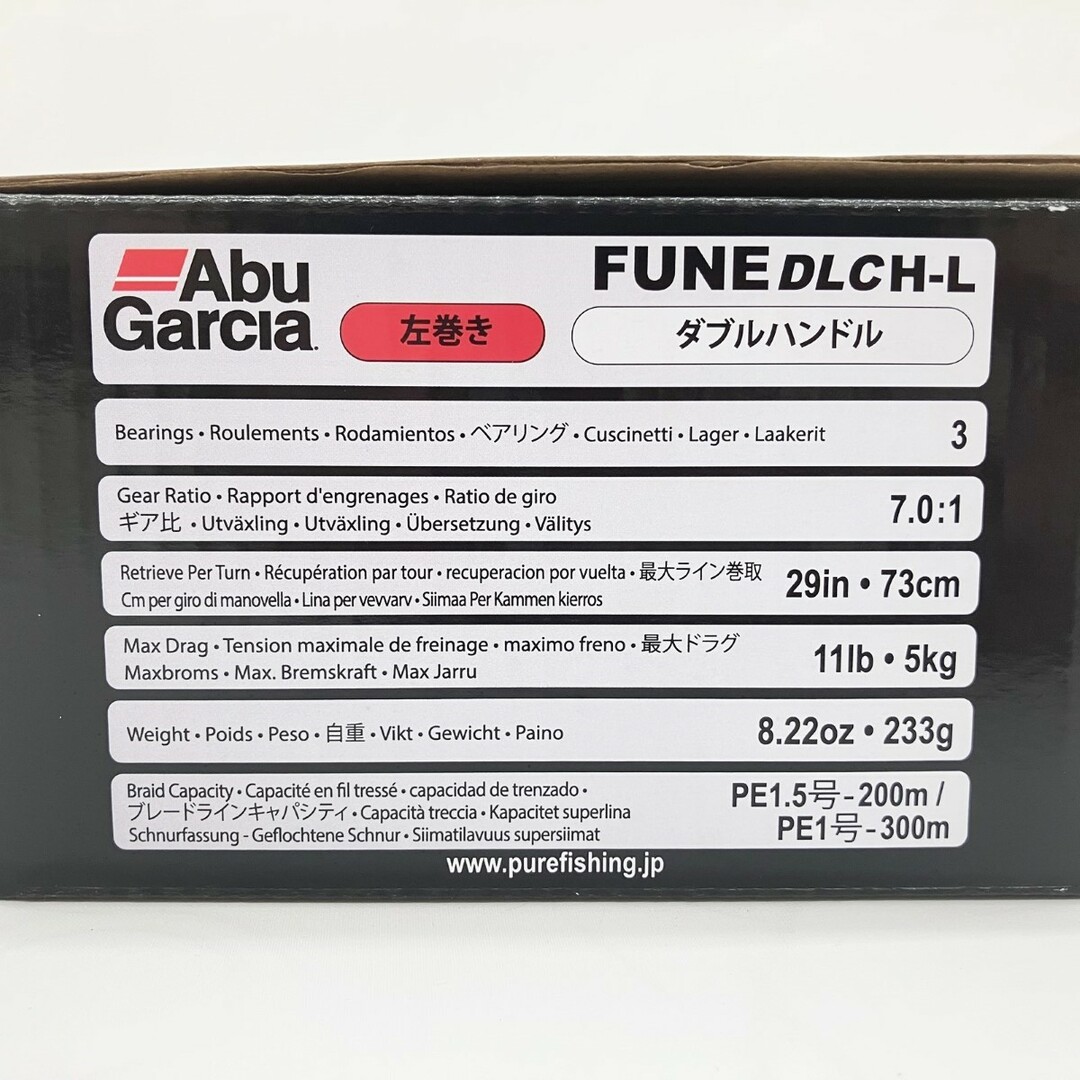 Abu
Garcia.
左巻き
FUNE DLC H-L
ダブルハンドル
Bearings • Roulements • Rodamientos • ベアリング • Cuscinetti • Lager • Laakerit
3
Gear Ratio • Rapport d'engrenages • Ratio de giro
ギア比 • Utväxling • Utväxling • Übersetzung • Välitys
7.0:1
Retrieve Per Turn • Récupération par tour • recuperacion por vuelta • 最大ライン巻取
Cm per giro di manovella • Lina per vevvarv • Siimaa Per Kammen kierros
29in • 73cm
Max Drag • Tension maximale de freinage • maximo freno • 最大ドラグ
Maxbroms • Max. Bremskraft • Max Jarru
11lb • 5kg
Weight • Poids • Peso • 自重 • Vikt • Gewicht • Paino
8.22oz • 233g
Braid Capacity • Capacité en fil tressé • capacidad de trenzado •
ブレードラインキャパシティ • Capacità treccia • Kapacitet superlina
Schnurfassung - Geflochtene Schnur • Siimatilavuus supersiimat
PE1.5号-200m /
PE1号-300m
www.purefishing.jp